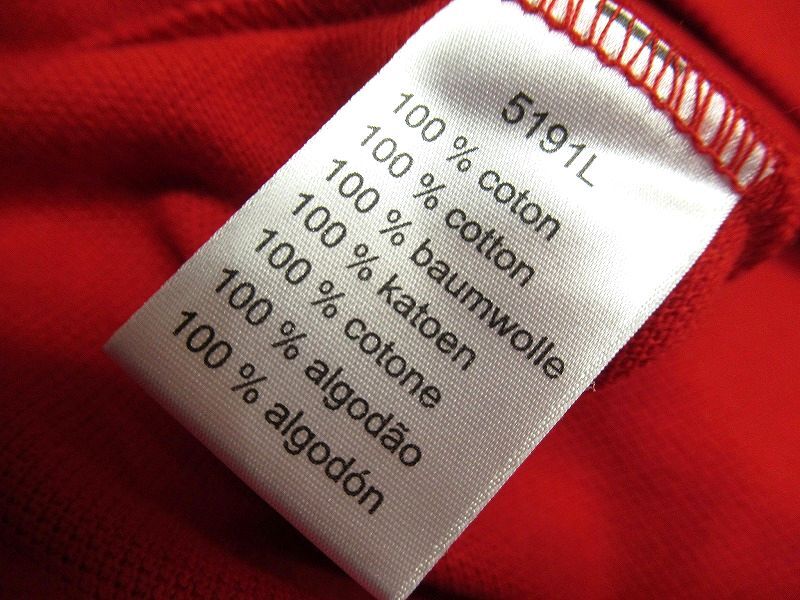 5191L
100 % coton
100 % cotton
100 % baumwolle
100 % katoen
100 % cotone
100 % algodão
100 % algodón